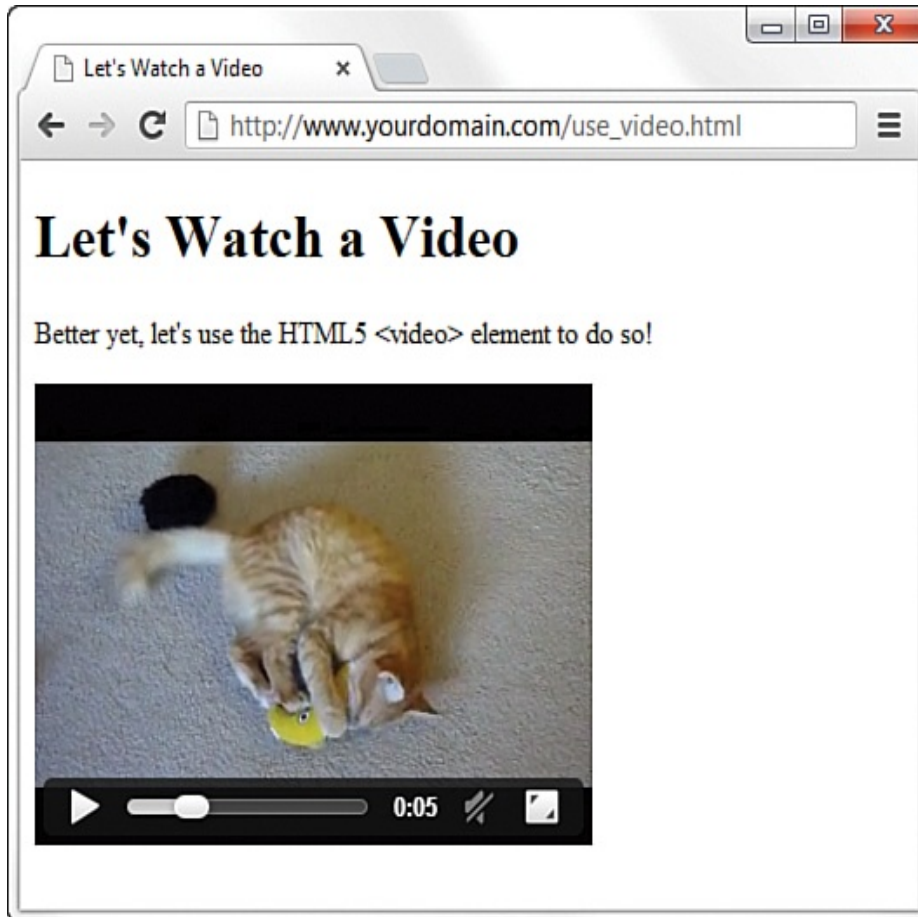 Let's Watch a Video
http://www.yourdomain.com/use_video.html
Let's Watch a Video
Better yet, let's use the HTML5 <video> element to do so!
0:05